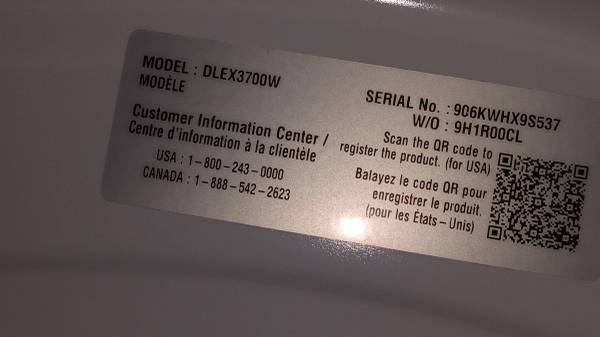 MODEL : DLEX3700W
MODÈLE
Customer Information Center /
Centre d'information à la clientèle
USA : 1-800-243-0000
CANADA : 1-888-542-2623
SERIAL No. : 906KWHX9S537
W/O : 9H1R00CL
Scan the QR code to
register the product. (for USA)
Balayez le code QR pour
enregistrer le produit.
(pour les États-Unis)